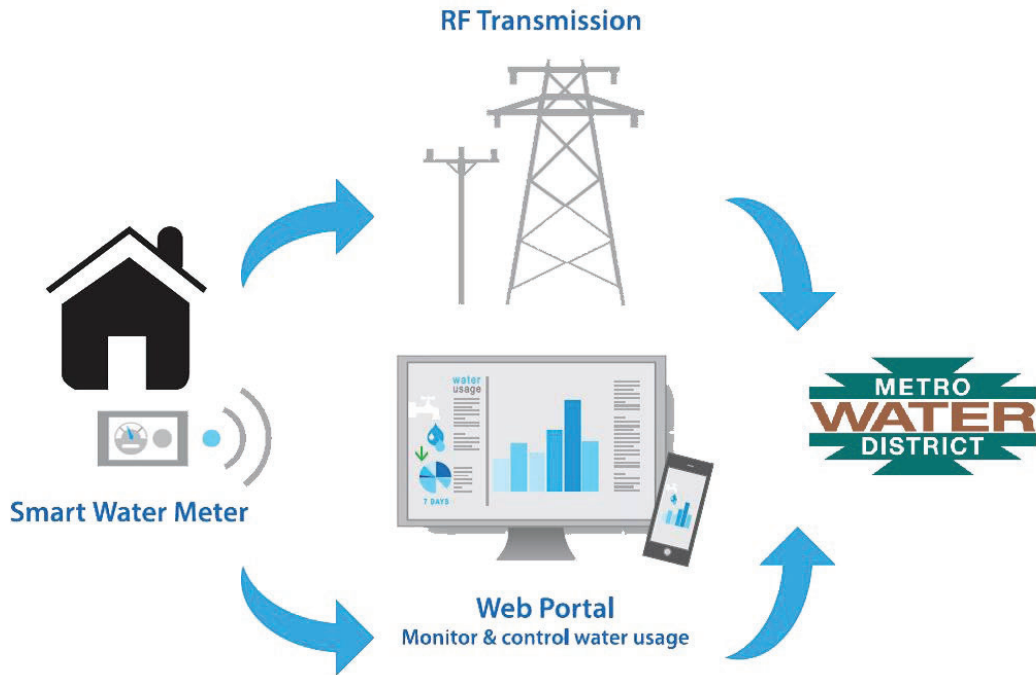 RF Transmission
water
usage
7 DAYS
METRO
WATER
DISTRICT
Smart Water Meter
Web Portal
Monitor & control water usage